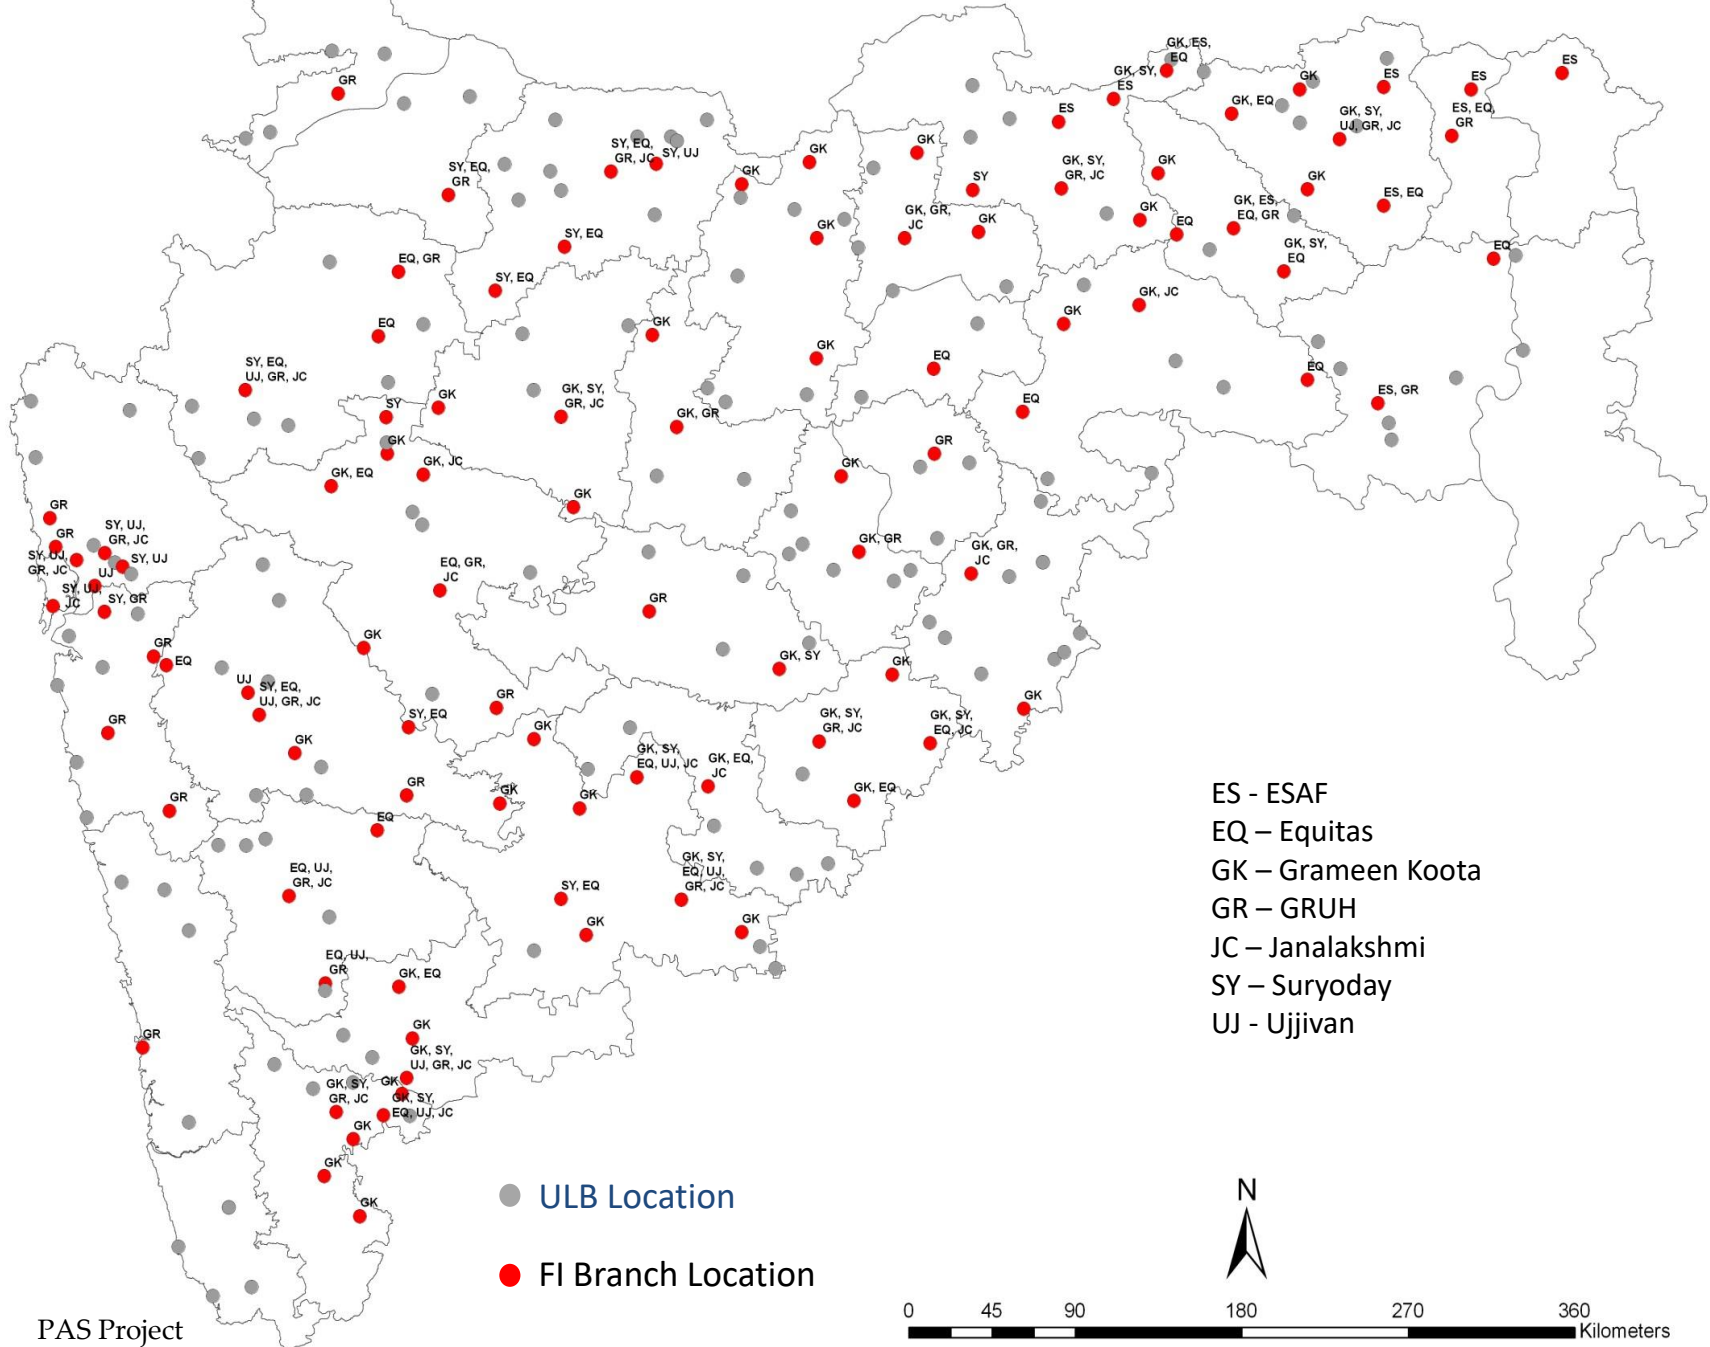 GK, ES,
EQ
GK, SY,
ES
GR
GK
ES
ES
ES
GK, EQ
GK, SY,
UJ, GR, JC
ES, EQ,
GR
ES
SY, EQ,
GR, JC
SY, UJ
GK
GK
GK
SY, EQ,
GR
SY
GK, SY,
GR, JC
GK
GK
ES, EQ
GK, GR,
JC
GK
GK
GK
EQ
GK, ES,
EQ, GR
SY, EQ
GK, SY,
EQ
EQ
EQ, GR
SY, EQ
GK, JC
GK
EQ
GK
GK
EQ
EQ
SY, EQ,
UJ, GR, JC
GK, SY,
GR, JC
ES, GR
SY
GK
GK, GR
EQ
GK
GR
GK, EQ
GK, JC
GK
GK
GR
GR
SY, UJ,
GR, JC
SY, UJ,
GR, JC
SY, UJ
UJ
SY, UJ,
JC
SY, GR
EQ, GR,
JC
GK, GR
GK, GR,
JC
GR
GR
EQ
GK
GK, SY
GK
UJ
SY, EQ,
UJ, GR, JC
GR
GK
GR
SY, EQ
GK
GK, SY,
GR, JC
GK, SY,
EQ, JC
GK
GK, SY,
EQ, UJ, JC
GK, EQ,
JC
GR
GR
GK
GK
GK, EQ
EQ
EQ, UJ,
GR, JC
GK, SY,
EQ, UJ,
GR, JC
SY, EQ
GK
GK
EQ, UJ,
GR
GK, EQ
GR
GK
GK, SY,
UJ, GR, JC
GK
GK, SY,
GR, JC
GK, SY,
EQ, UJ, JC
GK
GK
GK
ES - ESAF
EQ – Equitas
GK – Grameen Koota
GR – GRUH
JC – Janalakshmi
SY – Suryoday
UJ - Ujjivan
ULB Location
FI Branch Location
N
0 45 90 180 270 360
Kilometers
PAS Project